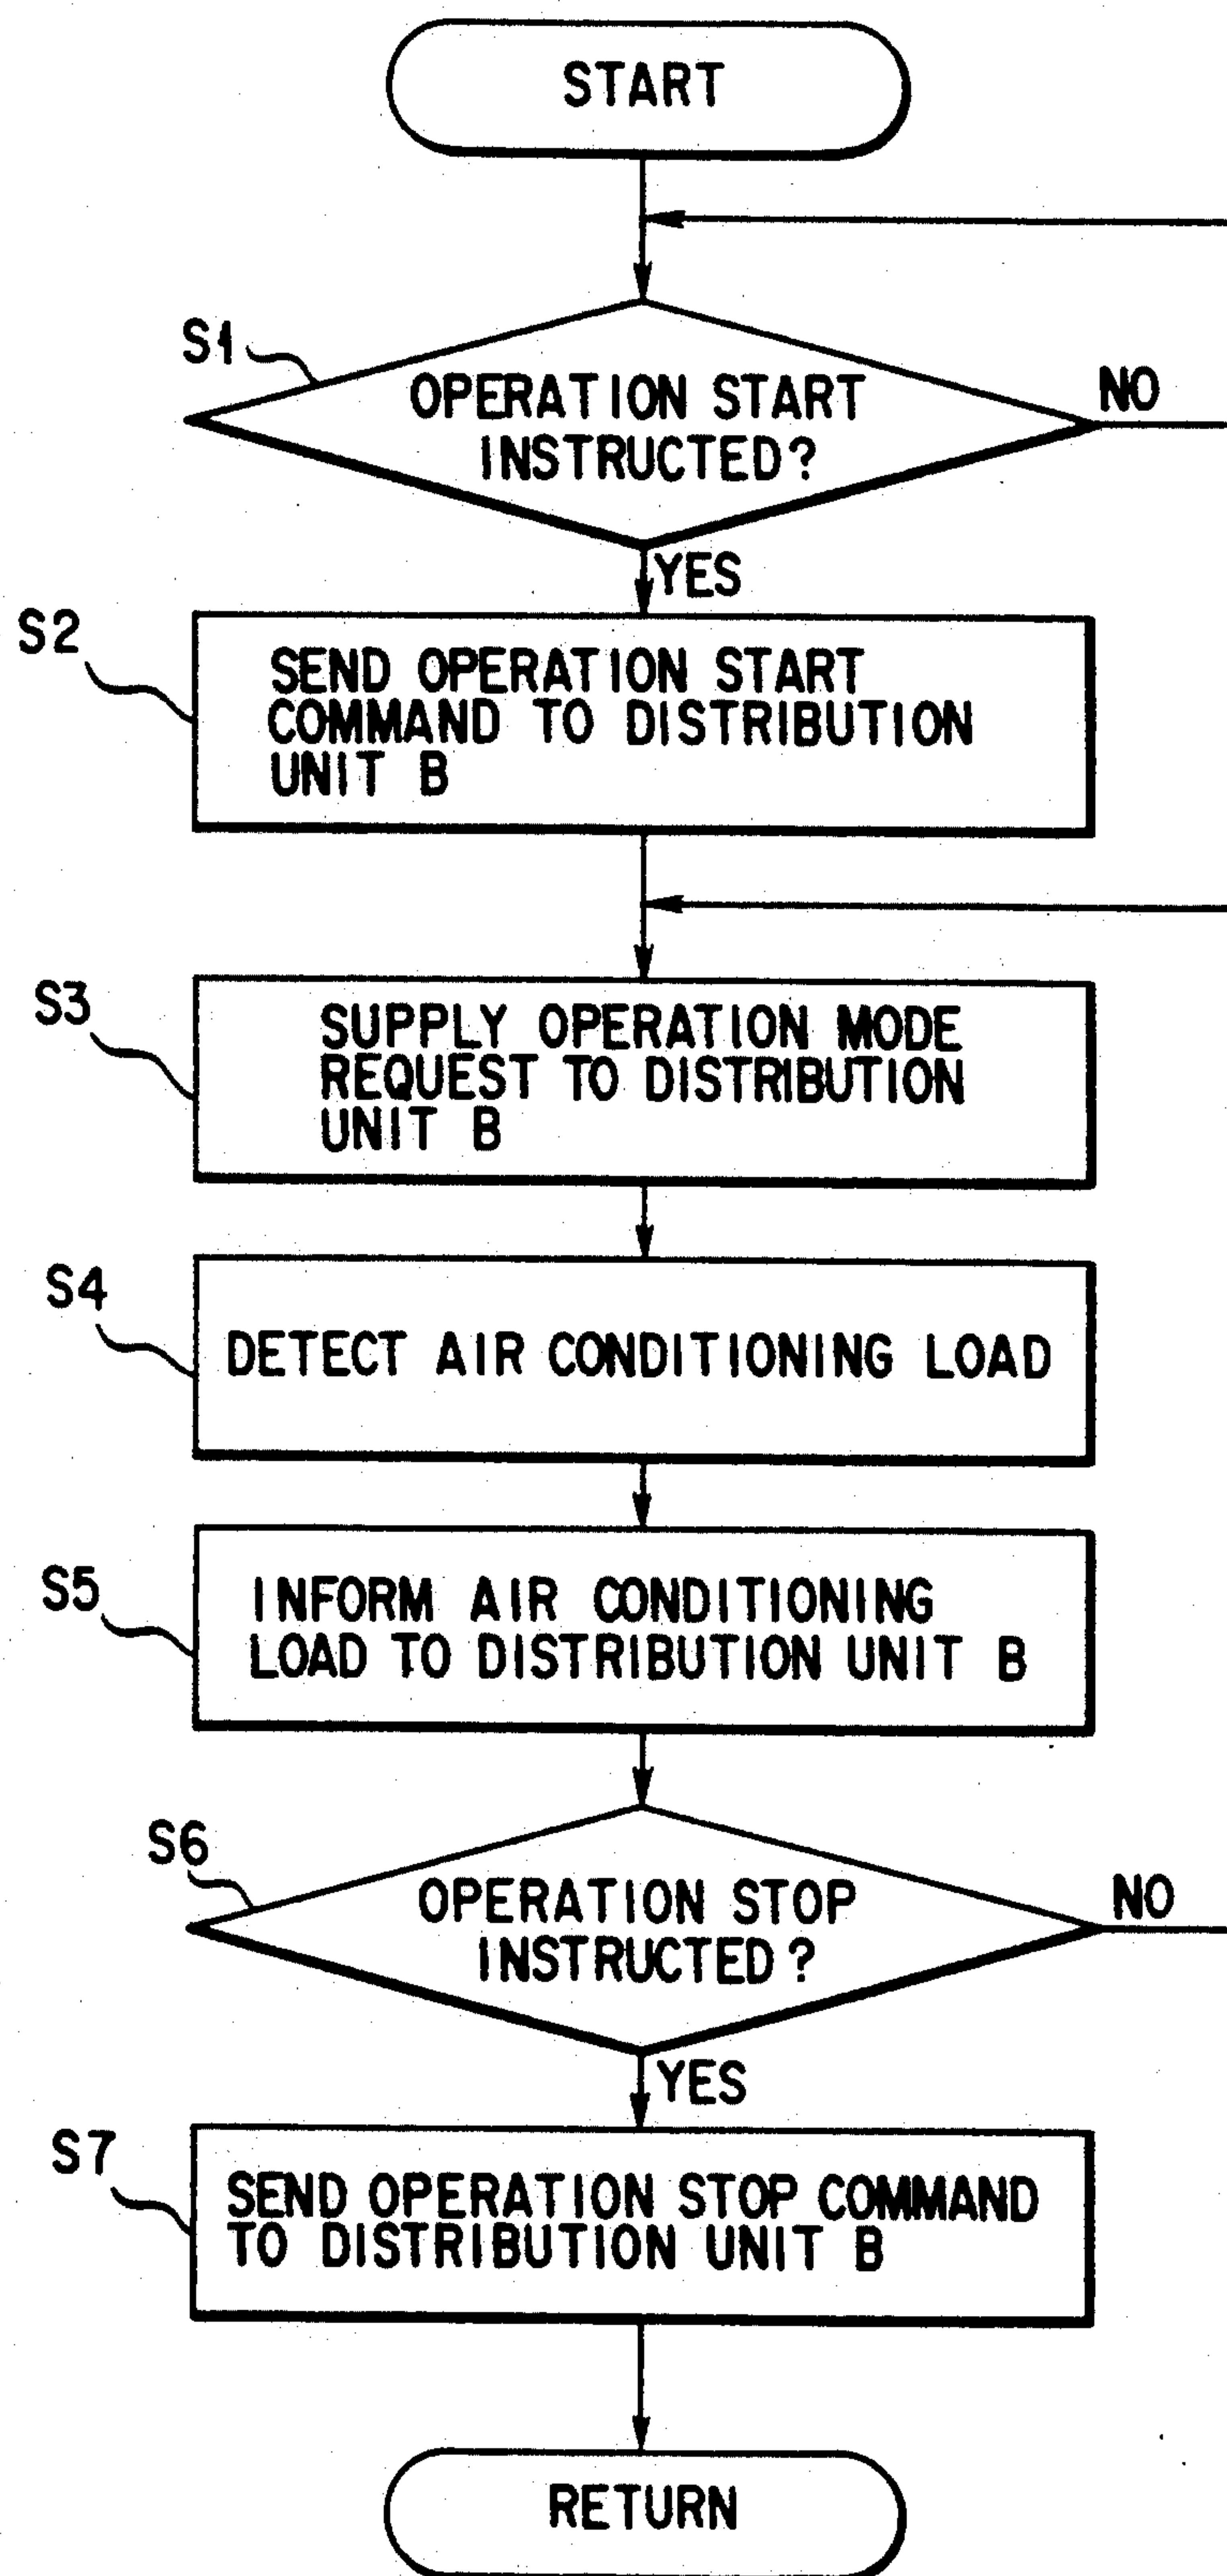 START
S1
OPERATION START
INSTRUCTED?
NO
YES
S2
SEND OPERATION START
COMMAND TO DISTRIBUTION
UNIT B
S3
SUPPLY OPERATION MODE
REQUEST TO DISTRIBUTION
UNIT B
S4
DETECT AIR CONDITIONING LOAD
S5
INFORM AIR CONDITIONING
LOAD TO DISTRIBUTION UNIT B
S6
OPERATION STOP
INSTRUCTED?
NO
YES
S7
SEND OPERATION STOP COMMAND
TO DISTRIBUTION UNIT B
RETURN